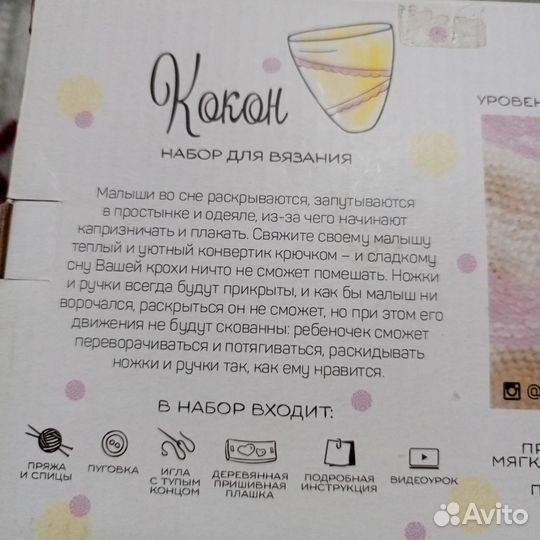 Кокон
НАБОР ДЛЯ ВЯЗАНИЯ
Малыши во сне раскрываются, запутываются
в простынке и одеяле, из-за чего начинают
капризничать и плакать. Свяжите своему малышу
теплый и уютный конвертик крючком – и сладкому
сну Вашей крохи ничто не сможет помешать. Ножки
и ручки всегда будут прикрыты, и как бы малыш ни
ворочался, раскрыться он не сможет, но при этом его
движения не будут скованны: ребеночек сможет
переворачиваться и потягиваться, раскидывать
ножки и ручки так, как ему нравится.
В НАБОР ВХОДИТ:
ПРЯЖА
И СПИЦЫ
ПУГОВКА
ИГЛА
С ТУПЫМ
КОНЦОМ
ДЕРЕВЯННАЯ
ПРИШИВНАЯ
ПЛАШКА
ПОДРОБНАЯ
ИНСТРУКЦИЯ
ВИДЕОУРОК
УРОВЕН
@
ПР
МЯГК
П
Avito